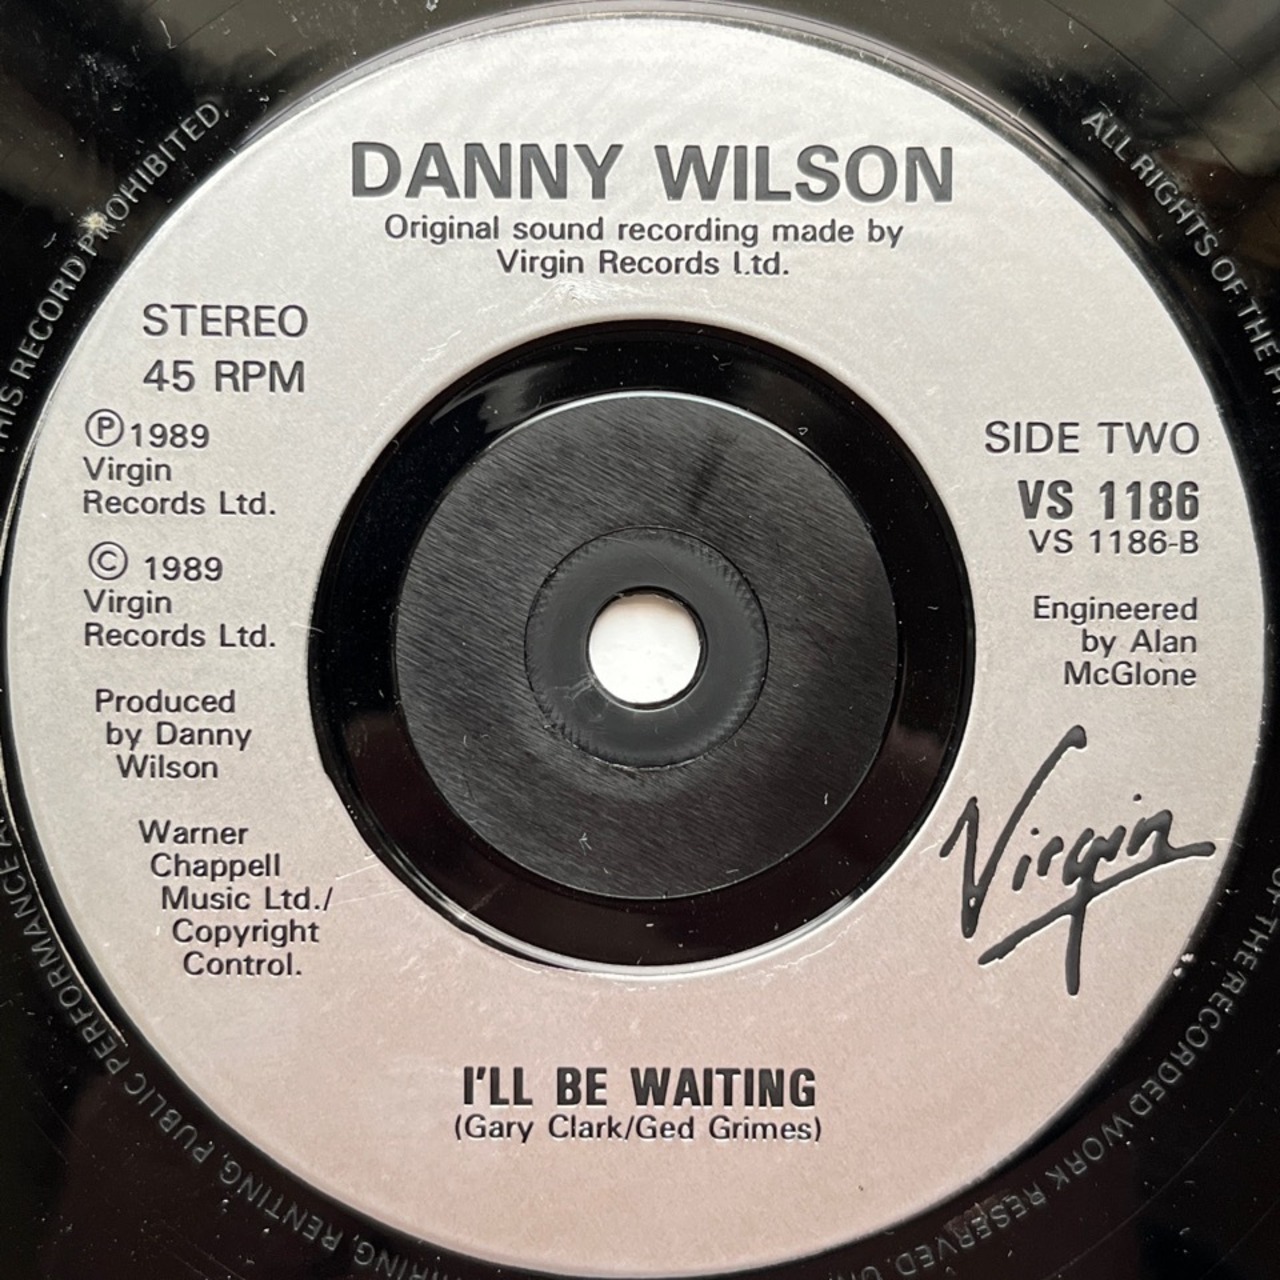 DANNY WILSON
Original sound recording made by
Virgin Records Ltd.
STEREO
45 RPM
Ⓟ1989
Virgin
Records Ltd.
© 1989
Virgin
Records Ltd.
Produced
by Danny
Wilson
Warner
Chappell
Music Ltd./
Copyright
Control.
SIDE TWO
VS 1186
VS 1186-B
Engineered
by Alan
McGlone
Virgin
I'LL BE WAITING
(Gary Clark/Ged Grimes)
ALL RIGHTS OF THE
OF THE RECORDED WORK RESERVED.
HIRING, RENTING, PUBLIC PERFORMANCE
THIS RECORD PROHIBITED.